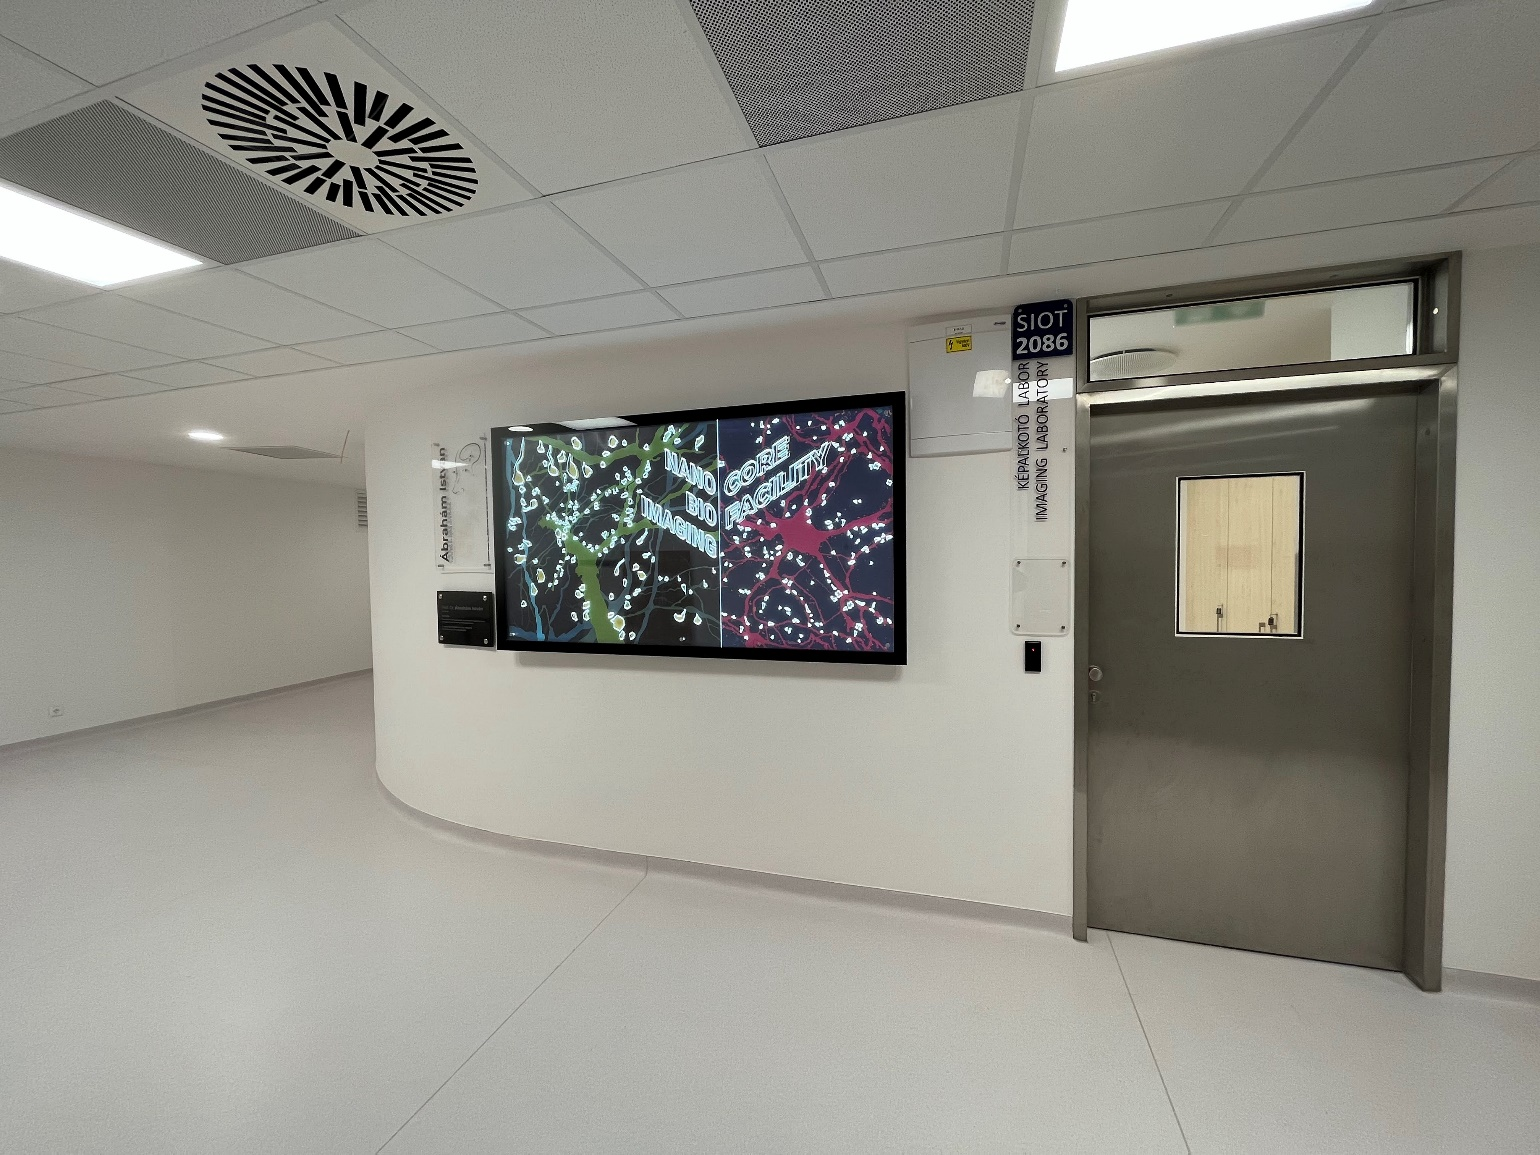 Ábrahám István
NANO
BIO
IMAGING
CORE
FACILITY
SIOT
2086
KÉPALKOTÓ LABOR
IMAGING LABORATORY